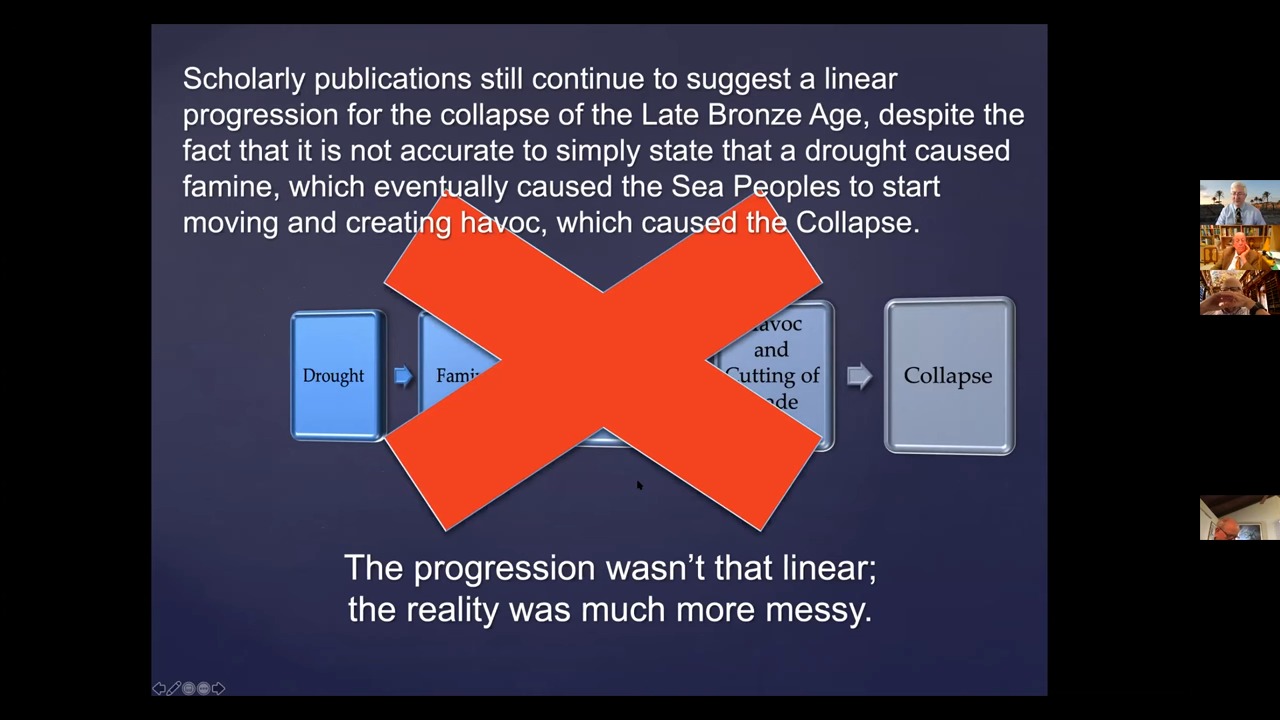 Scholarly publications still continue to suggest a linear
progression for the collapse of the Late Bronze Age, despite the
fact that it is not accurate to simply state that a drought caused
famine, which eventually caused the Sea Peoples to start
moving and creating havoc, which caused the Collapse.
Drought
and
Cutting of
Collapse
The progression wasn’t that linear;
the reality was much more messy.